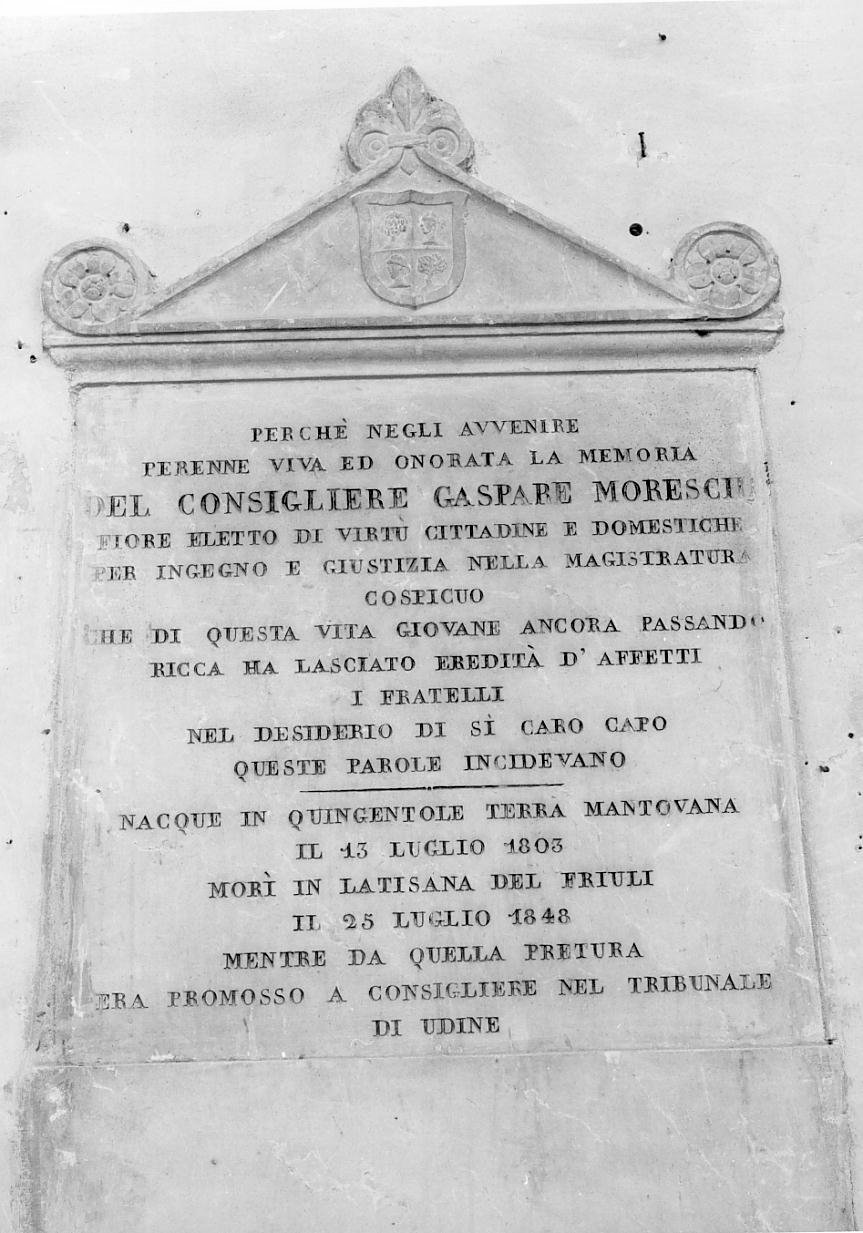 PERCHÈ NEGLI AVVENIRE
PERENNE VIVA ED ONORATA LA MEMORIA
DEL CONSIGLIERE GASPARE MORESCHI
FIORE ELETTO DI VIRTÙ CITTADINE E DOMESTICHE
PER INGEGNO E GIUSTIZIA NELLA MAGISTRATURA
COSPICUO
CHE DI QUESTA VITA GIOVANE ANCORA PASSANDO
RICCA HA LASCIATO EREDITÀ D' AFFETTI
I FRATELLI
NEL DESIDERIO DI SÌ CARO CAPO
QUESTE PAROLE INCIDEVANO
NACQUE IN QUINGENTOLE TERRA MANTOVANA
IL 13 LUGLIO 1803
MORÌ IN LATISANA DEL FRIULI
IL 25 LUGLIO 1848
MENTRE DA QUELLA PRETURA
ERA PROMOSSO A CONSIGLIERE NEL TRIBUNALE
DI UDINE